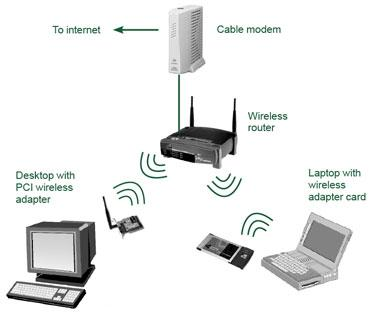 To internet
Cable modem
Wireless
router
Desktop with
PCI wireless
adapter
Laptop with
wireless
adapter card